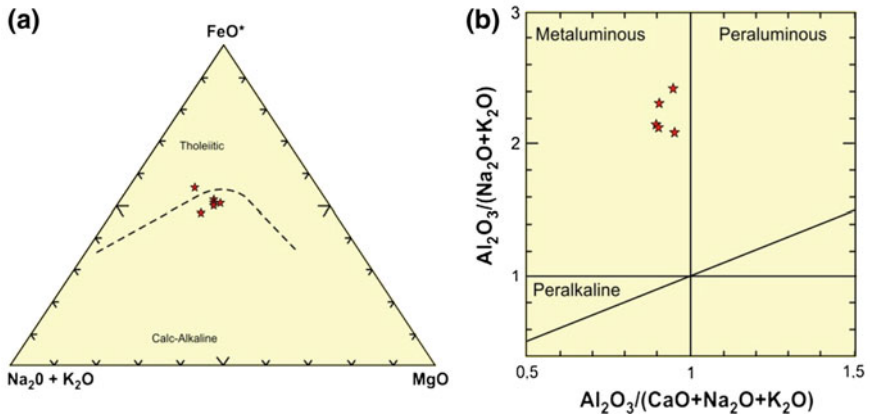 (a)
FeO*
Tholeiitic
Calc-Alkaline
Na₂0 + K₂O
MgO
(b)
3
Metaluminous
Peraluminous
2
Al₂O₃/(Na₂O+K₂O)
1
Peralkaline
0.5
1
1.5
Al₂O₃/(CaO+Na₂O+K₂O)